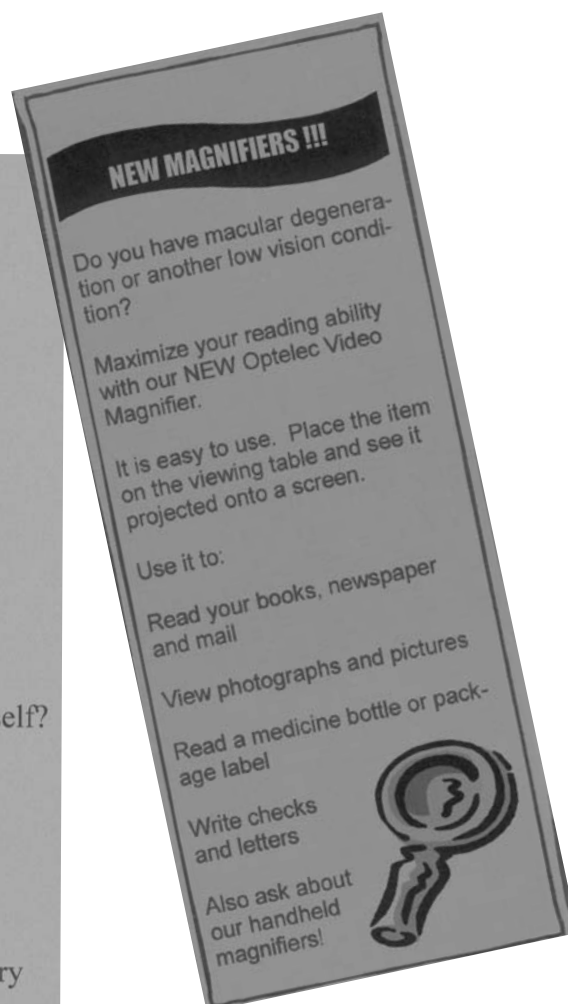 NEW MAGNIFIERS !!!
Do you have macular degenera-
tion or another low vision condi-
tion?
Maximize your reading ability
with our NEW Optelec Video
Magnifier.
It is easy to use. Place the item
on the viewing table and see it
projected onto a screen.
Use it to:
Read your books, newspaper
and mail
View photographs and pictures
Read a medicine bottle or pack-
age label
Write checks
and letters
Also ask about
our handheld
magnifiers!